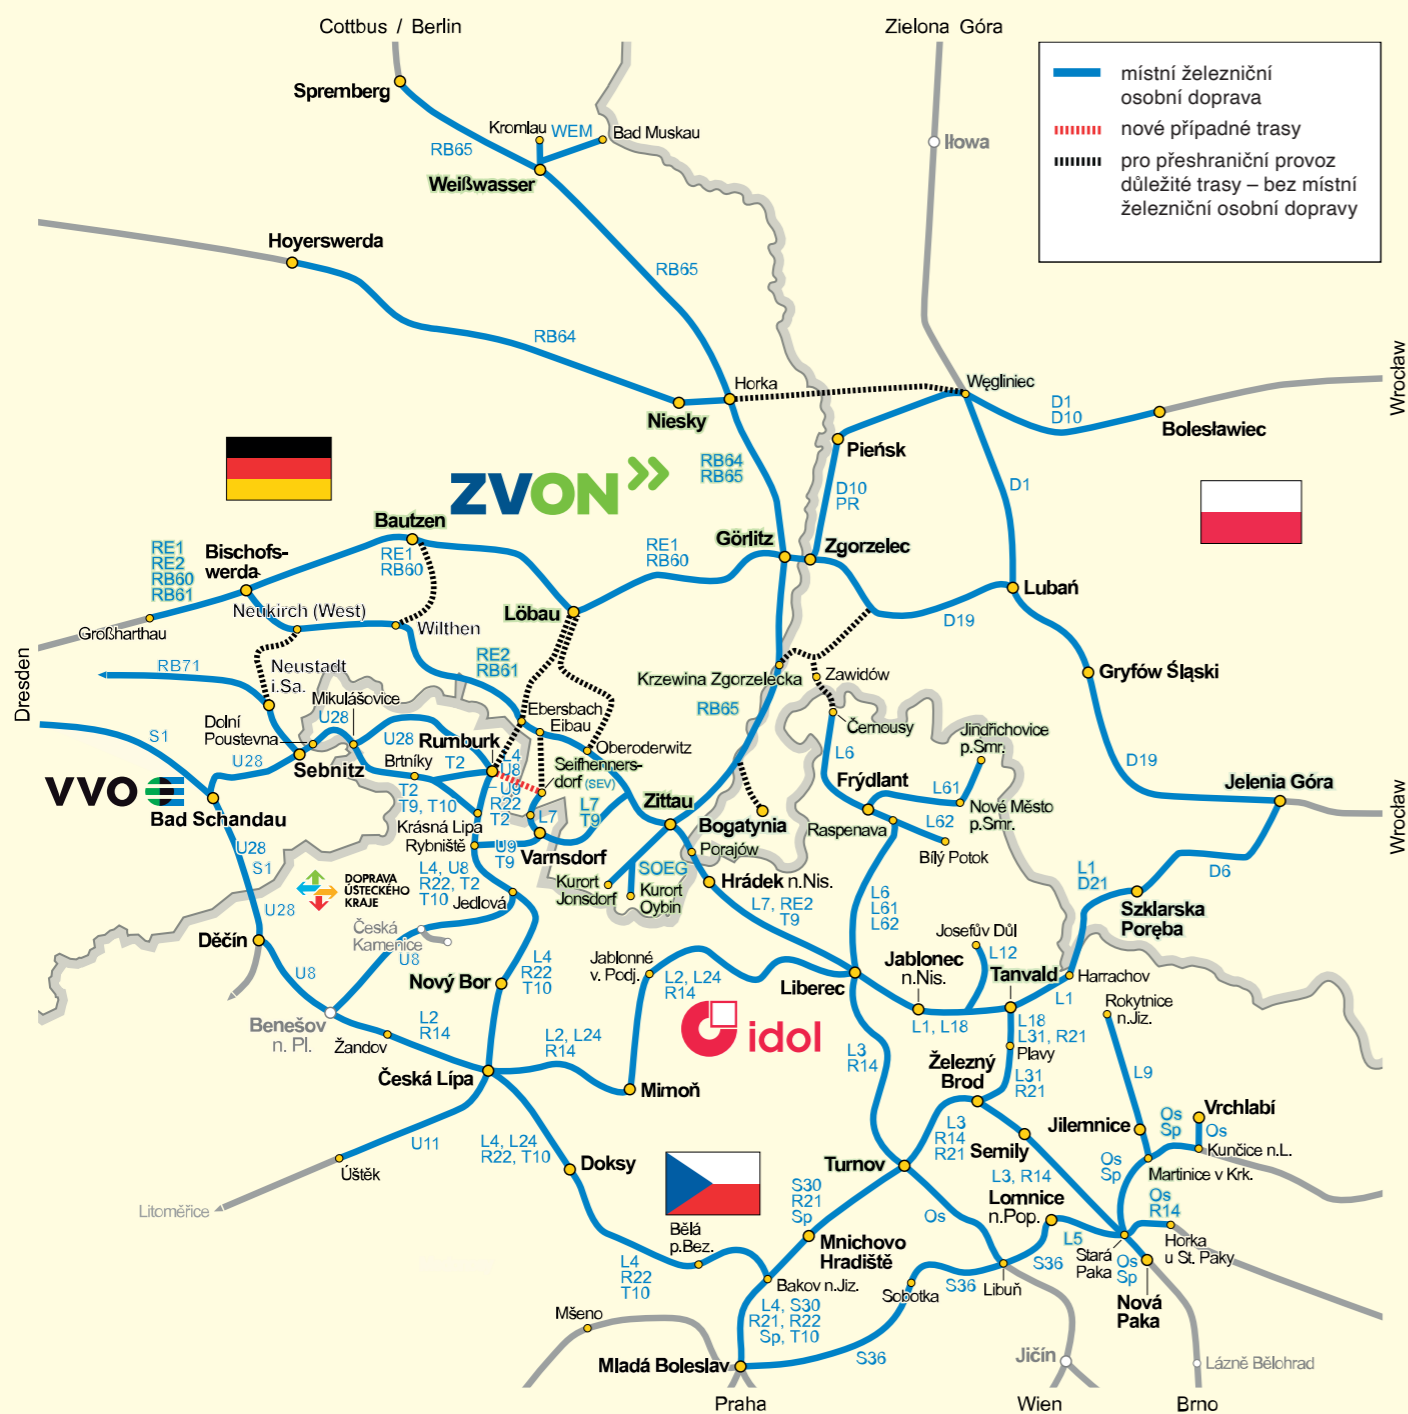 Cottbus / Berlin
Zielona Góra
místní železniční
osobní doprava
nové případné trasy
pro přeshraniční provoz
důležité trasy – bez místní
železniční osobní dopravy
Spremberg
Kromlau
WEM
Bad Muskau
RB65
Weißwasser
Iłowa
Hoyerswerda
RB65
RB64
Wrocław
Horka
Węgliniec
Niesky
D1
D10
Bolesławiec
Pieńsk
RB64
RB65
ZVON
D10
PR
D1
Bautzen
RE1
RE2
RB60
RB61
Bischofs-
werda
RE1
RB60
Görlitz
RE1
RB60
Zgorzelec
Lubań
Neukirch (West)
Löbau
Großharthau
Wilthen
D19
Dresden
RB71
Neustadt
i.Sa.
RE2
RB61
Krzewina Zgorzelecka
Zawidów
Gryfów Śląski
Mikulášovice
Ebersbach
Eibau
RB65
Černousy
Jindřichovice
p.Smr.
Dolní
Poustevna
U28
S1
U28
U28
Rumburk
L4
U8
Oberoderwitz
L6
Sebnitz
Brtníky
T2
Seifhenners-
dorf (SEV)
Frýdlant
D19
Jelenia Góra
VVO
T2
T9, T10
U9
R22
T2
L7
T9
L61
Nové Město
p.Smr.
Bad Schandau
Krásná Lípa
L7
Zittau
Bogatynia
Raspenava
L62
Wrocław
Rybniště
U9
T9
Varnsdorf
Porajów
Bílý Potok
U28
S1
DOPRAVA
ÚSTECKÉHO
KRAJE
L4, U8
R22, T2
T10
SOEG
Kurort
Jonsdorf
Kurort
Oybin
Hrádek n.Nis.
L1
D21
D6
Jedlová
L7, RE2
T9
L6
L61
L62
Szklarska
Poręba
U28
Česká
Kamenice
Josefův Důl
Děčín
U8
L4
R22
T10
Jablonné
v. Podj.
L12
Jablonec
n.Nis.
U8
Nový Bor
L2, L24
R14
Liberec
Tanvald
Harrachov
L1
Rokytnice
n.Jiz.
Benešov
n. Pl.
L2
R14
idol
L1, L18
L18
L31, R21
Žandov
L2, L24
R14
L3
R14
Plavy
Česká Lípa
Mimoň
Železný
Brod
L31
R21
L9
U11
L4, L24
R22, T10
L3
R14
R21
Semily
Jilemnice
Os
Sp
Vrchlabí
Os
Kunčice n.L.
Úštěk
Doksy
Turnov
L3, R14
Os
Sp
Martinice v Krk.
Litoměřice
S30
R21
Sp
Os
Lomnice
n.Pop.
Os
R14
Bělá
p.Bez.
Mnichovo
Hradiště
L5
Stará
Paka
Horka
u St. Paky
L4
R22
T10
Bakov n.Jiz.
S36
S36
Os
Sp
Sobotka
Libuň
Nová
Paka
Mšeno
L4, S30
R21, R22
Sp, T10
Mladá Boleslav
S36
Jičín
Lázně Bělohrad
Praha
Wien
Brno